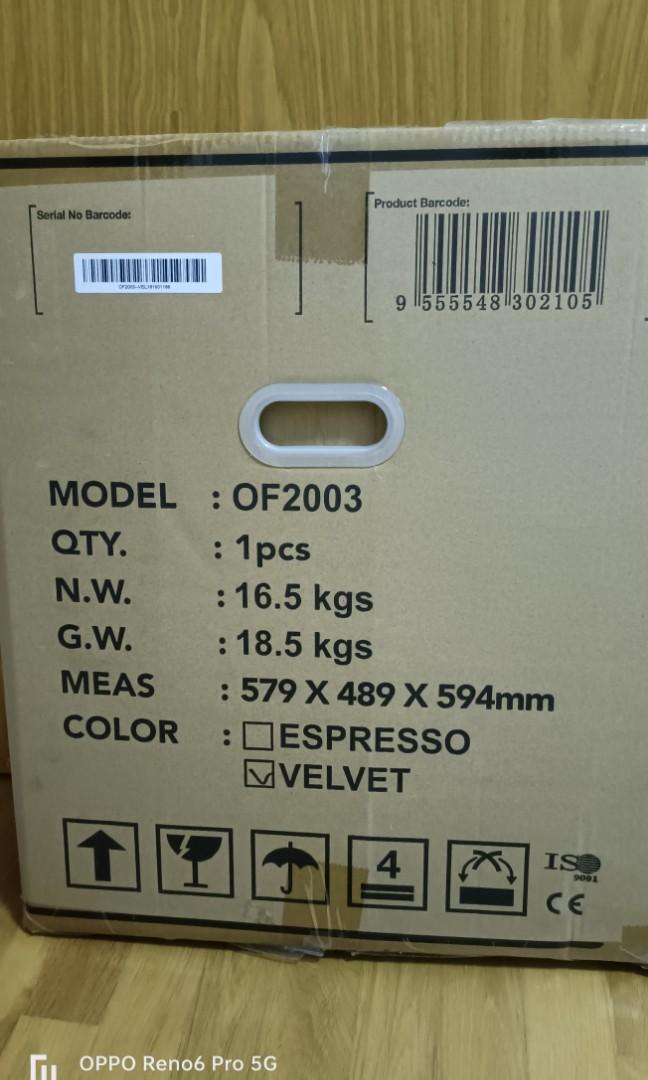 Serial No Barcode:
Product Barcode:
9 555548 302105
MODEL : OF2003
QTY. : 1pcs
N.W. : 16.5 kgs
G.W. : 18.5 kgs
MEAS : 579 X 489 X 594mm
COLOR : ESPRESSO
VELVET
4
ISO
9001
CE
OPPO Reno6 Pro 5G